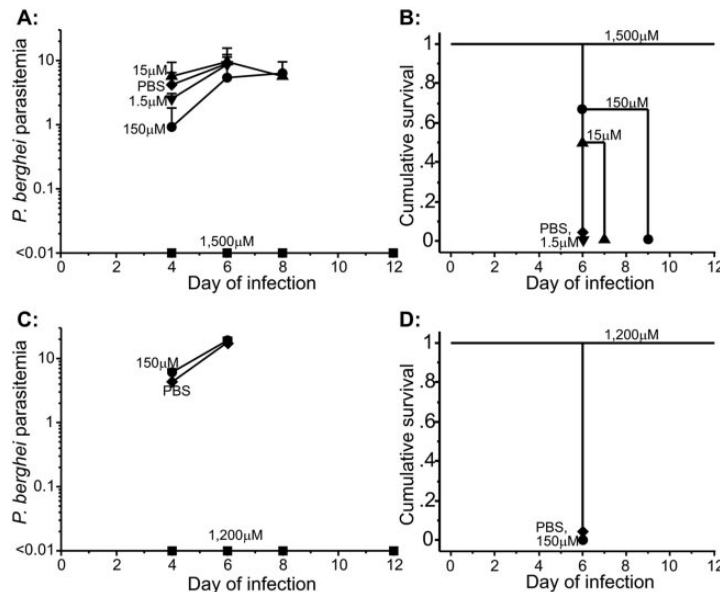 A:
P. berghei parasitemia
10
1
0.1
<0.01
15μM
PBS
1.5μM
150μM
1,500μM
0 2 4 6 8 10 12
Day of infection
B:
Cumulative survival
1
.8
.6
.4
.2
0
1,500μM
150μM
15μM
PBS,
1.5μM
0 2 4 6 8 10 12
Day of infection
C:
P. berghei parasitemia
10
1
0.1
<0.01
150μM
PBS
1,200μM
0 2 4 6 8 10 12
Day of infection
D:
Cumulative survival
1
.8
.6
.4
.2
0
1,200μM
PBS,
150μM
0 2 4 6 8 10 12
Day of infection